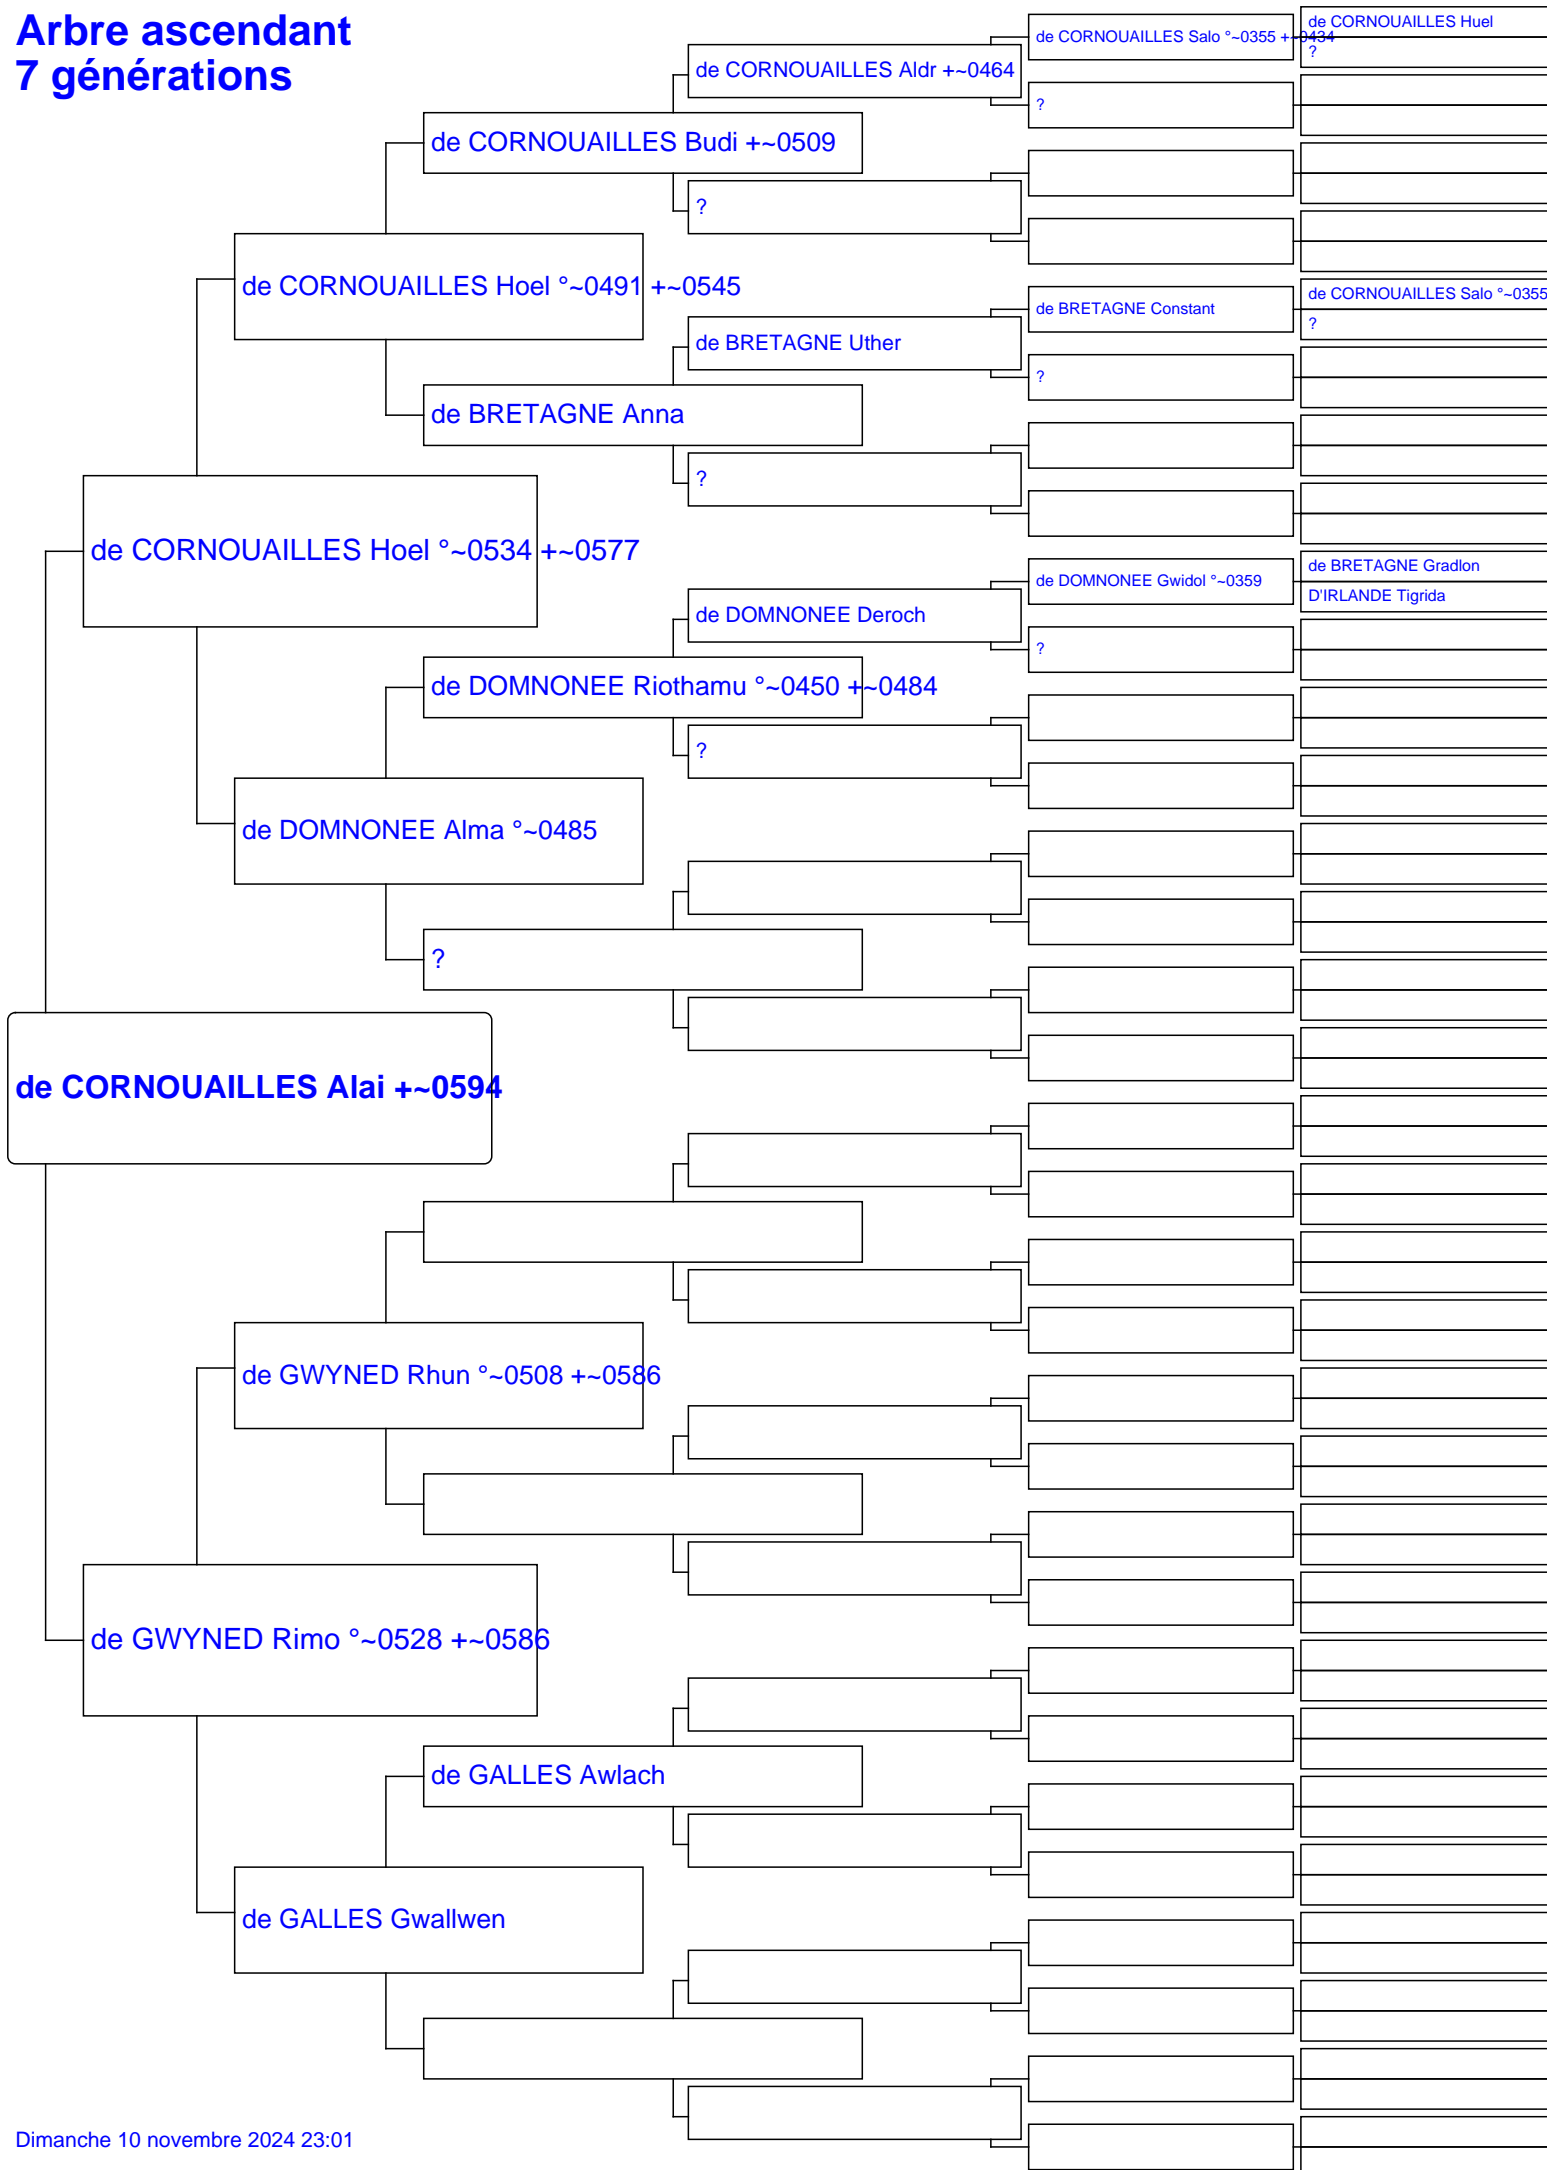 Arbre ascendant
7 générations
de CORNOUAILLES Huel
de CORNOUAILLES Salo °~0355 +~0434
?
de CORNOUAILLES Aldr +~0464
?
de CORNOUAILLES Budi +~0509
?
de CORNOUAILLES Hoel °~0491 +~0545
de CORNOUAILLES Salo °~0355
de BRETAGNE Constant
?
de BRETAGNE Uther
?
de BRETAGNE Anna
?
de CORNOUAILLES Hoel °~0534 +~0577
de BRETAGNE Gradlon
de DOMNONEE Gwidol °~0359
D'IRLANDE Tigrida
de DOMNONEE Deroch
?
de DOMNONEE Riothamu °~0450 +~0484
?
de DOMNONEE Alma °~0485
?
de CORNOUAILLES Alai +~0594
de GWYNED Rhun °~0508 +~0586
de GWYNED Rimo °~0528 +~0586
de GALLES Awlach
de GALLES Gwallwen
Dimanche 10 novembre 2024 23:01